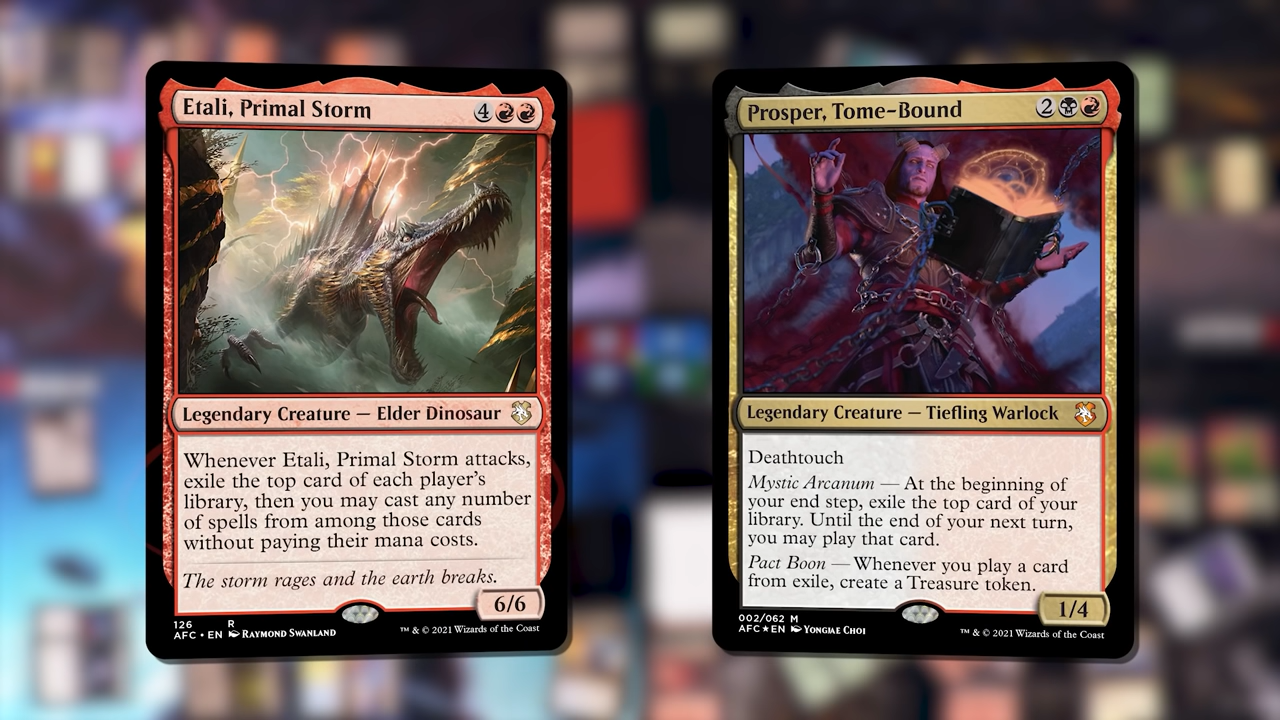 Etali, Primal Storm 4
Legendary Creature — Elder Dinosaur
Whenever Etali, Primal Storm attacks,
exile the top card of each player's
library, then you may cast any number
of spells from among those cards
without paying their mana costs.
The storm rages and the earth breaks.
6/6
126 R
AFC • EN RAYMOND SWANLAND
™ & © 2021 Wizards of the Coast
Prosper, Tome-Bound 2
Legendary Creature — Tiefling Warlock
Deathtouch
Mystic Arcanum — At the beginning of
your end step, exile the top card of your
library. Until the end of your next turn,
you may play that card.
Pact Boon — Whenever you play a card
from exile, create a Treasure token.
1/4
002/062 M
AFC ★ EN YONGJAE CHOI
™ & © 2021 Wizards of the Coast